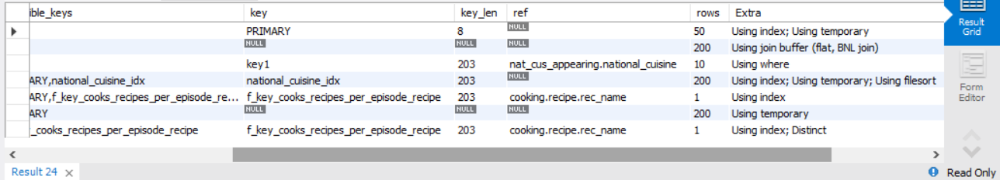 ible_keys key key_len ref rows Extra
PRIMARY 8 NULL 50 Using index; Using temporary
NULL NULL NULL 200 Using join buffer (flat, BNL join)
key1 203 nat_cus_appearing.national_cuisine 10 Using where
ARY,national_cuisine_idx national_cuisine_idx 203 NULL 200 Using index; Using temporary; Using filesort
ARY,f_key_cooks_recipes_per_episode_re... f_key_cooks_recipes_per_episode_recipe 203 cooking.recipe.rec_name 1 Using index
ARY NULL NULL NULL 200 Using temporary
_cooks_recipes_per_episode_recipe f_key_cooks_recipes_per_episode_recipe 203 cooking.recipe.rec_name 1 Using index; Distinct
Result
Grid
Form
Editor
Result 24 Read Only